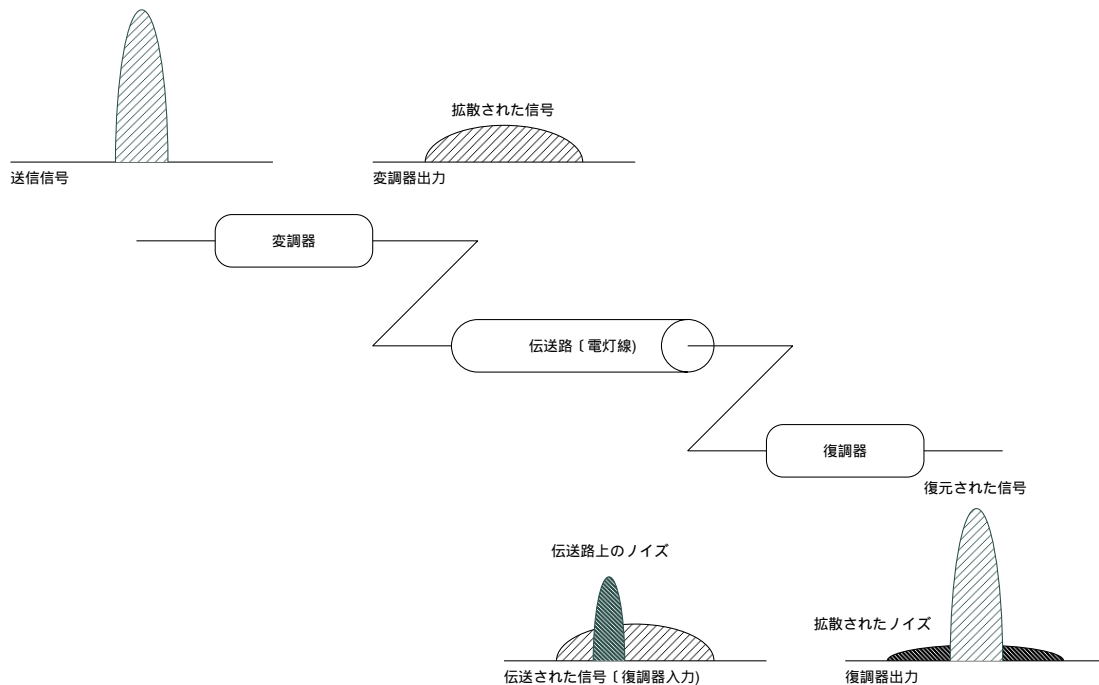 拡散された信号
送信信号
変調器出力
変調器
伝送路〔電灯線)
復調器
復元された信号
伝送路上のノイズ
拡散されたノイズ
伝送された信号〔復調器入力)
復調器出力